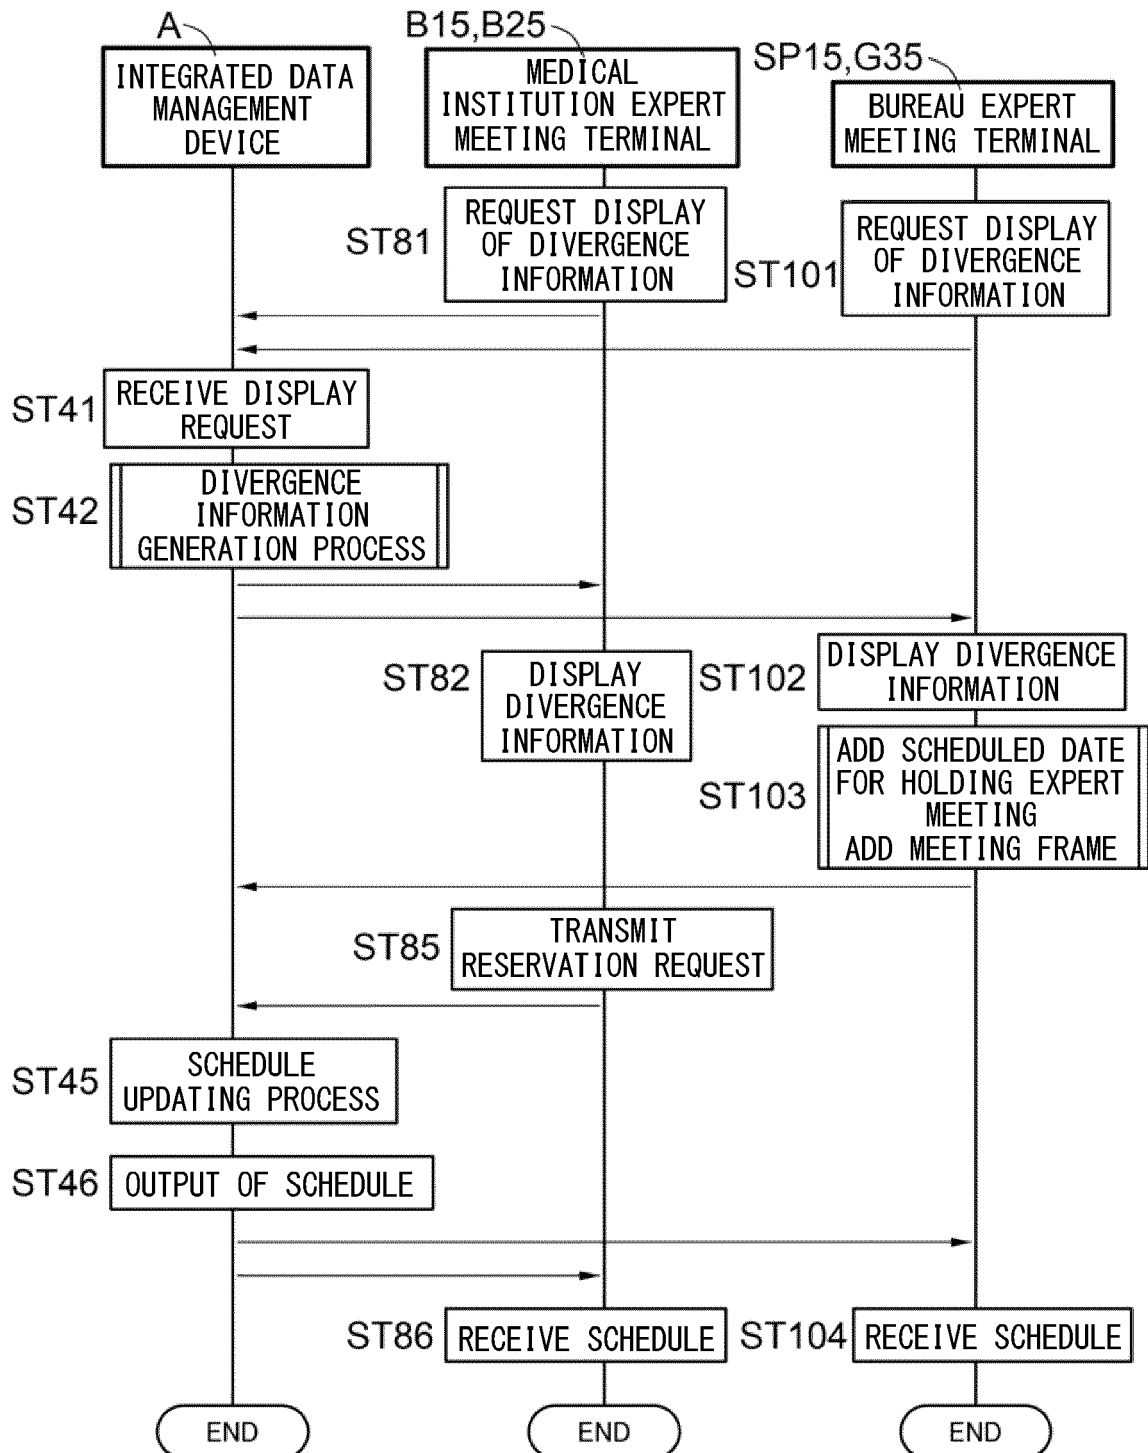 A
B15,B25
SP15,G35
INTEGRATED DATA
MANAGEMENT
DEVICE
MEDICAL
INSTITUTION EXPERT
MEETING TERMINAL
BUREAU EXPERT
MEETING TERMINAL
ST81
REQUEST DISPLAY
OF DIVERGENCE
INFORMATION
ST101
REQUEST DISPLAY
OF DIVERGENCE
INFORMATION
ST41
RECEIVE DISPLAY
REQUEST
ST42
DIVERGENCE
INFORMATION
GENERATION PROCESS
ST82
DISPLAY
DIVERGENCE
INFORMATION
ST102
DISPLAY DIVERGENCE
INFORMATION
ST103
ADD SCHEDULED DATE
FOR HOLDING EXPERT
MEETING
ADD MEETING FRAME
ST85
TRANSMIT
RESERVATION REQUEST
ST45
SCHEDULE
UPDATING PROCESS
ST46
OUTPUT OF SCHEDULE
ST86
RECEIVE SCHEDULE
ST104
RECEIVE SCHEDULE
END
END
END